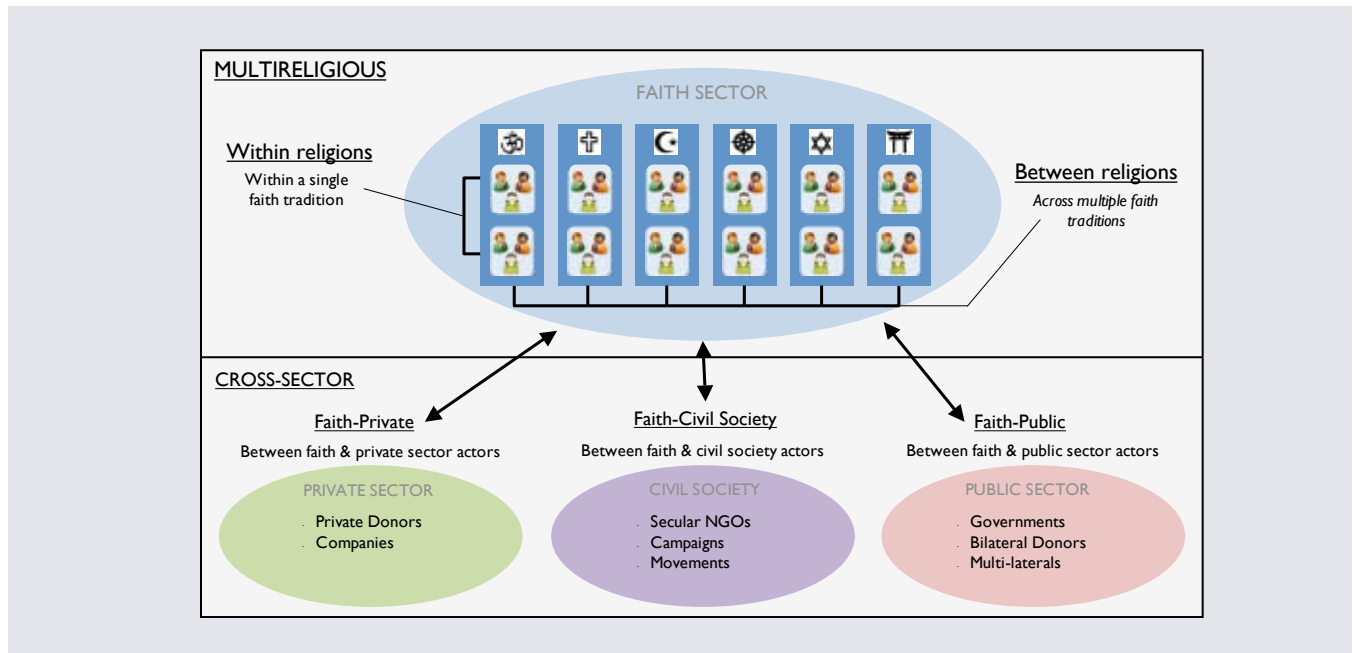 MULTIRELIGIOUS
FAITH SECTOR
Within religions
Within a single
faith tradition
Between religions
Across multiple faith
traditions
CROSS-SECTOR
Faith-Private
Between faith & private sector actors
PRIVATE SECTOR
. Private Donors
. Companies
Faith-Civil Society
Between faith & civil society actors
CIVIL SOCIETY
. Secular NGOs
. Campaigns
. Movements
Faith-Public
Between faith & public sector actors
PUBLIC SECTOR
. Governments
. Bilateral Donors
. Multi-laterals